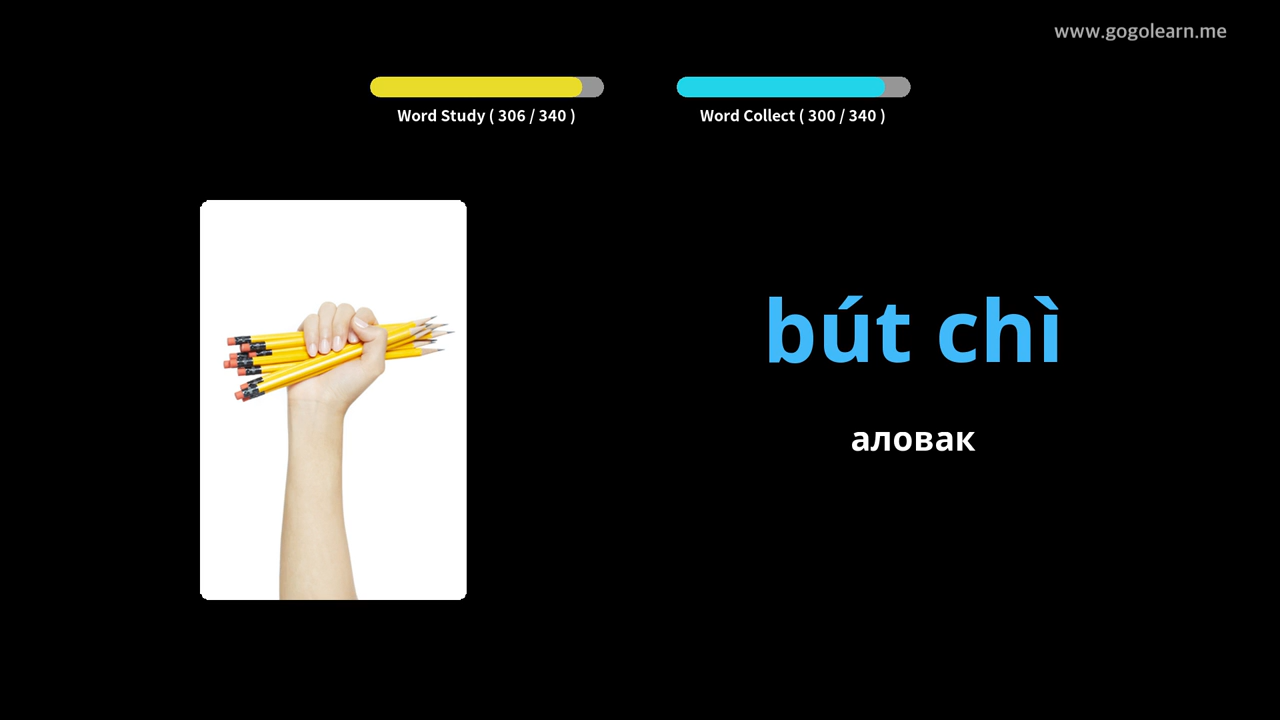 www.gogolearn.me
Word Study ( 306 / 340 )
Word Collect ( 300 / 340 )
bút chì
аловак